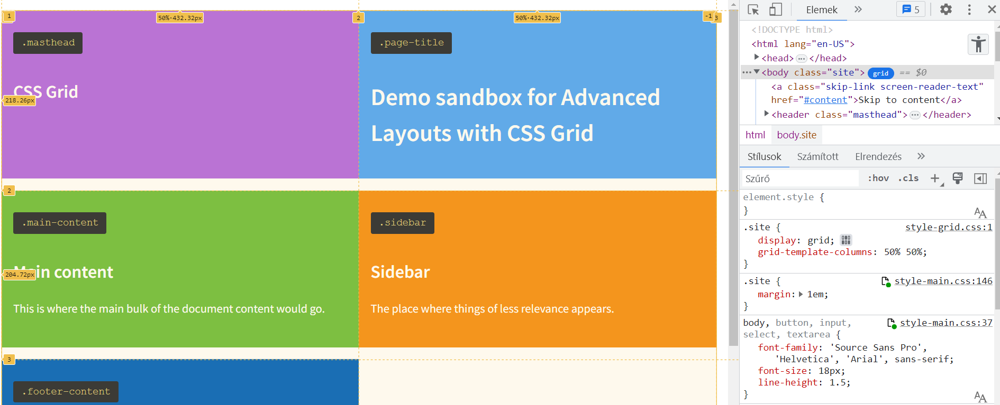 1
50%·432.32px
2
50%·432.32px
-1
3
.masthead
.page-title
CSS Grid
218.26px
Demo sandbox for Advanced
Layouts with CSS Grid
2
.main-content
.sidebar
Main content
204.72px
Sidebar
This is where the main bulk of the document content would go.
The place where things of less relevance appears.
3
.footer-content
Elemek
5
<!DOCTYPE html>
<html lang="en-US">
<head>…</head>
<body class="site"> grid == $0
<a class="skip-link screen-reader-text"
href="#content">Skip to content</a>
<header class="masthead">…</header>
html body.site
Stílusok Számított Elrendezés
Szűrő :hov .cls
element.style {
}
.site { style-grid.css:1
display: grid;
grid-template-columns: 50% 50%;
}
.site { style-main.css:146
margin: 1em;
}
body, button, input, style-main.css:37
select, textarea {
font-family: 'Source Sans Pro',
'Helvetica', 'Arial', sans-serif;
font-size: 18px;
line-height: 1.5;
}